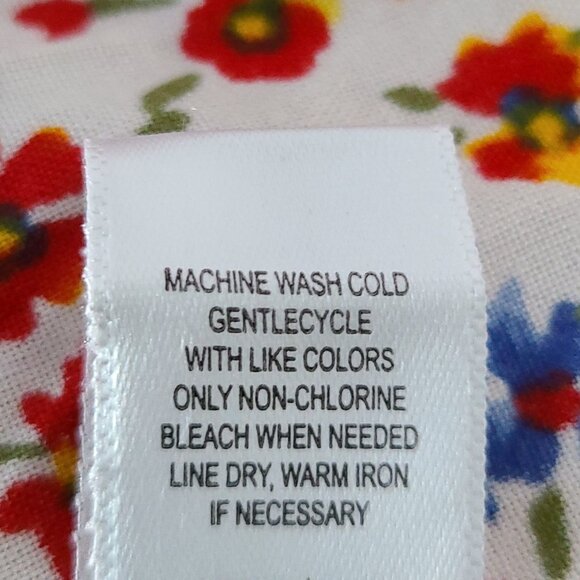 MACHINE WASH COLD
GENTLECYCLE
WITH LIKE COLORS
ONLY NON-CHLORINE
BLEACH WHEN NEEDED
LINE DRY, WARM IRON
IF NECESSARY